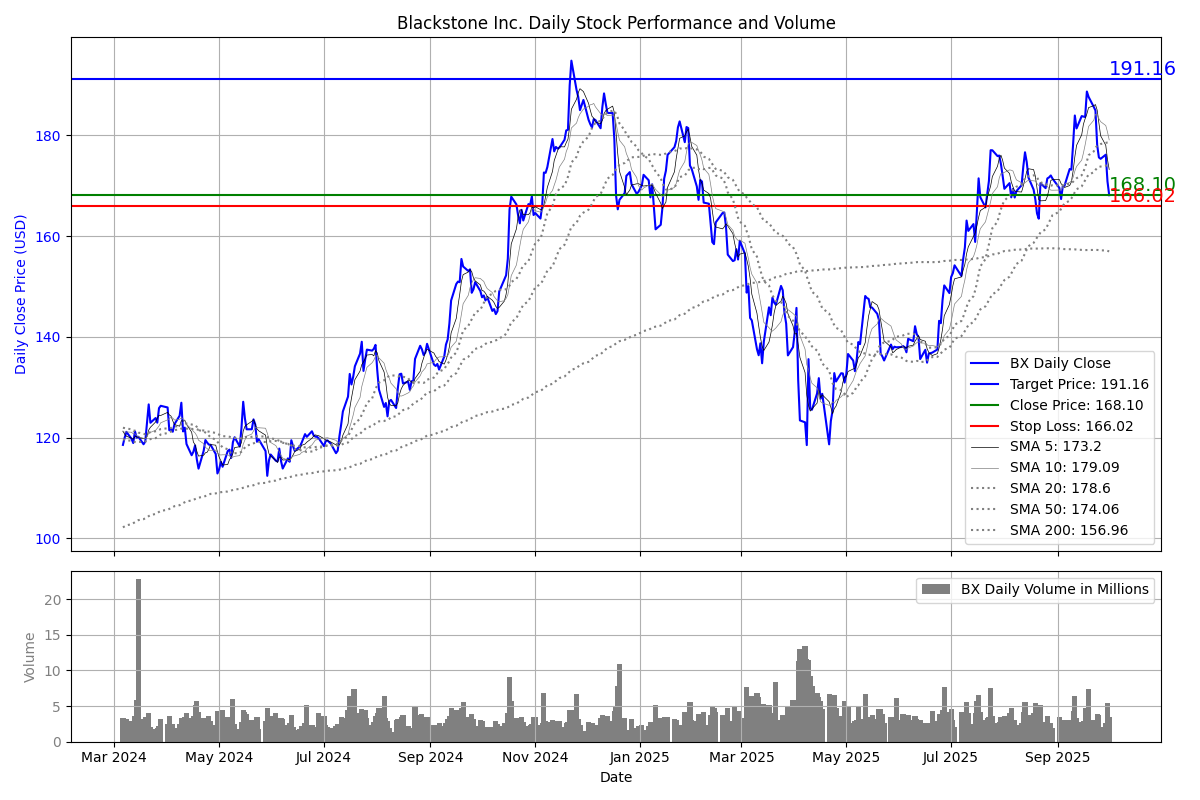 Blackstone Inc. Daily Stock Performance and Volume
Daily Close Price (USD)
180
160
140
120
100
191.16
168.10
166.02
BX Daily Close
Target Price: 191.16
Close Price: 168.10
Stop Loss: 166.02
SMA 5: 173.2
SMA 10: 179.09
SMA 20: 178.6
SMA 50: 174.06
SMA 200: 156.96
Volume
20
15
10
5
0
BX Daily Volume in Millions
Mar 2024
May 2024
Jul 2024
Sep 2024
Nov 2024
Jan 2025
Mar 2025
May 2025
Jul 2025
Sep 2025
Date